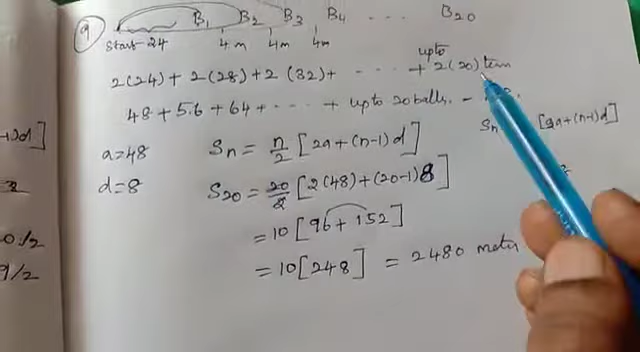 9 B1 B2 B3 B4 . . . B20
Start 24 4m 4m 4m
upto
2(24) + 2(28) + 2(32) + . . . . + 2(20) term
48 + 56 + 64 + . . . . + upto 20 balls.
a=48 Sn = n/2 [2a+(n-1)d] Sn [2a+(n-1)d]
d=8 S20 = 20/2 [2(48)+(20-1)8]
= 10[96+152]
= 10[248] = 2480 meter